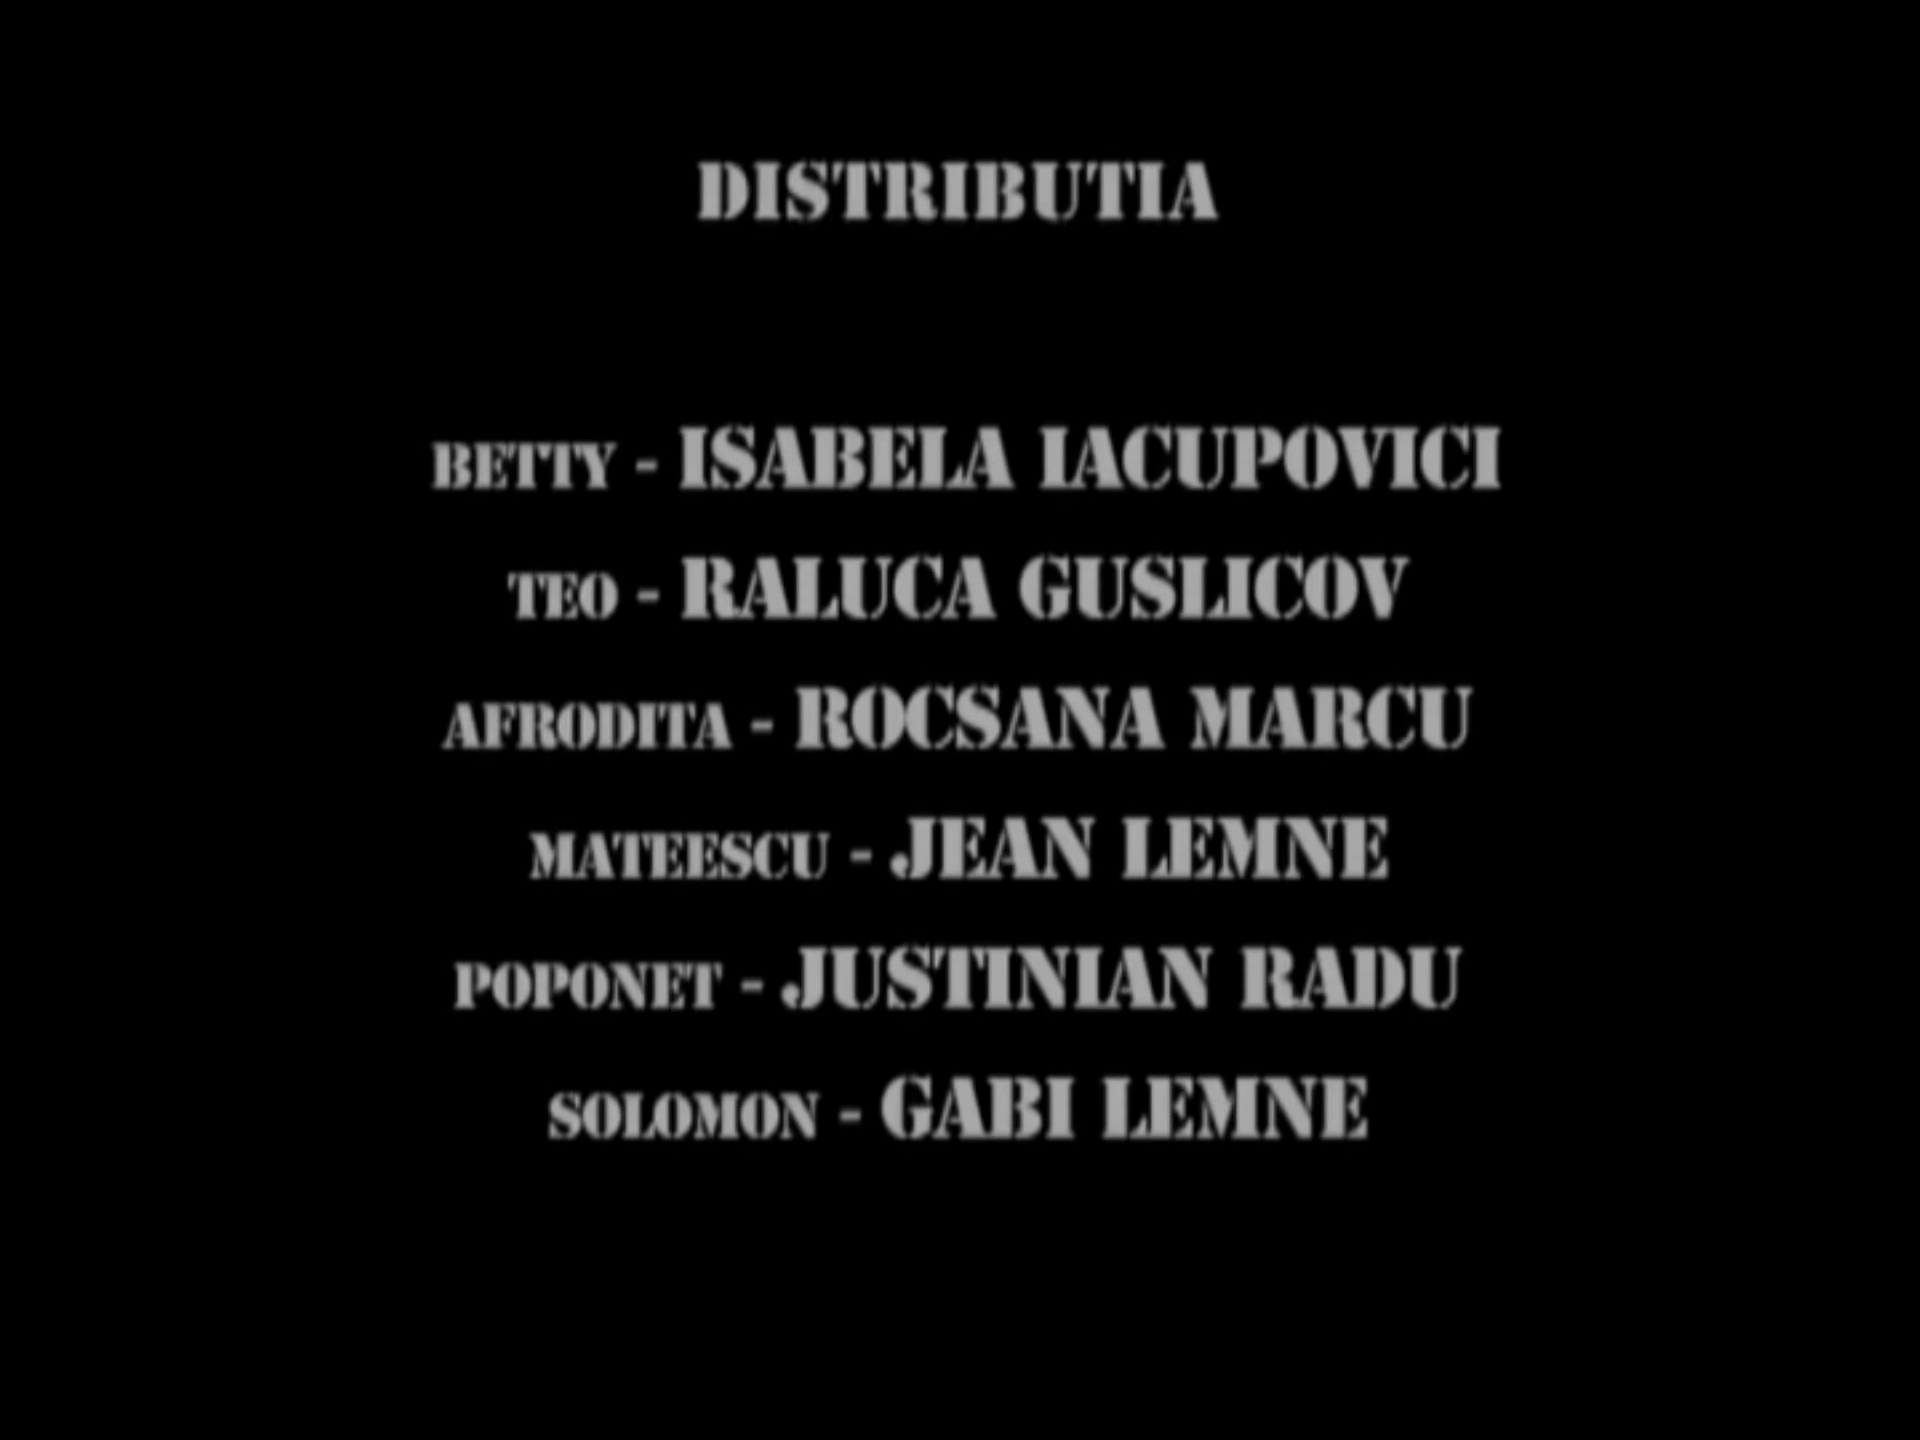 DISTRIBUTIA
BETTY - ISABELA IACUPOVICI
TEO - RALUCA GUSLICOV
AFRODITA - ROCSANA MARCU
MATEESCU - JEAN LEMNE
POPONET - JUSTINIAN RADU
SOLOMON - GABI LEMNE